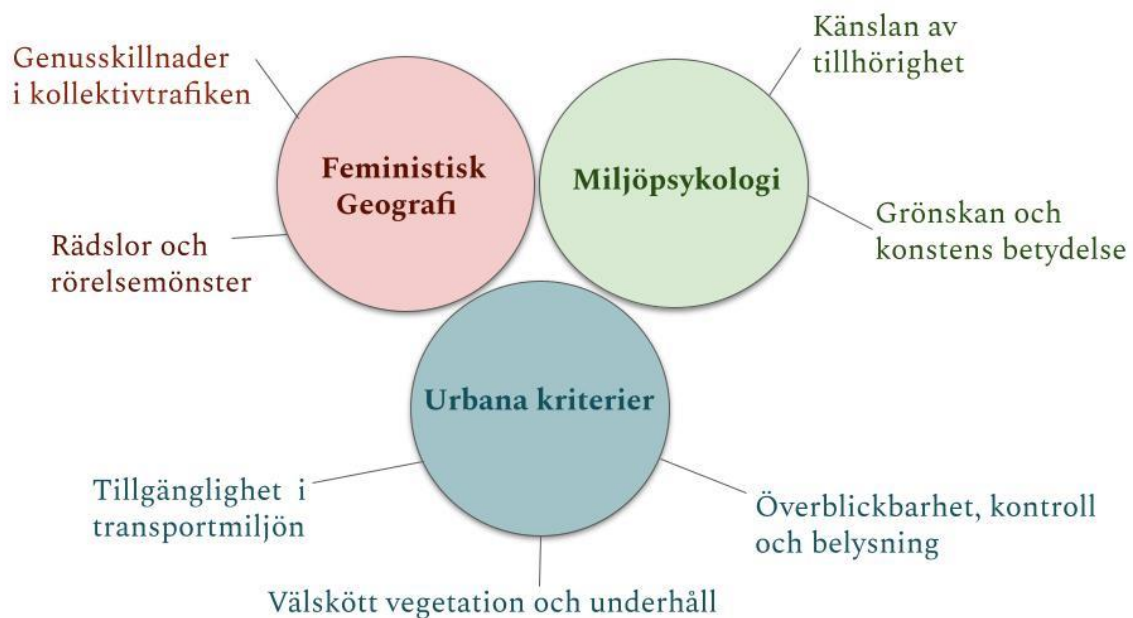 Genusskillnader
i kollektivtrafiken
Känslan av
tillhörighet
Feministisk
Geografi
Miljöpsykologi
Rädslor och
rörelsemönster
Grönskan och
konstens betydelse
Urbana kriterier
Tillgänglighet i
transportmiljön
Överblickbarhet, kontroll
och belysning
Välskött vegetation och underhåll